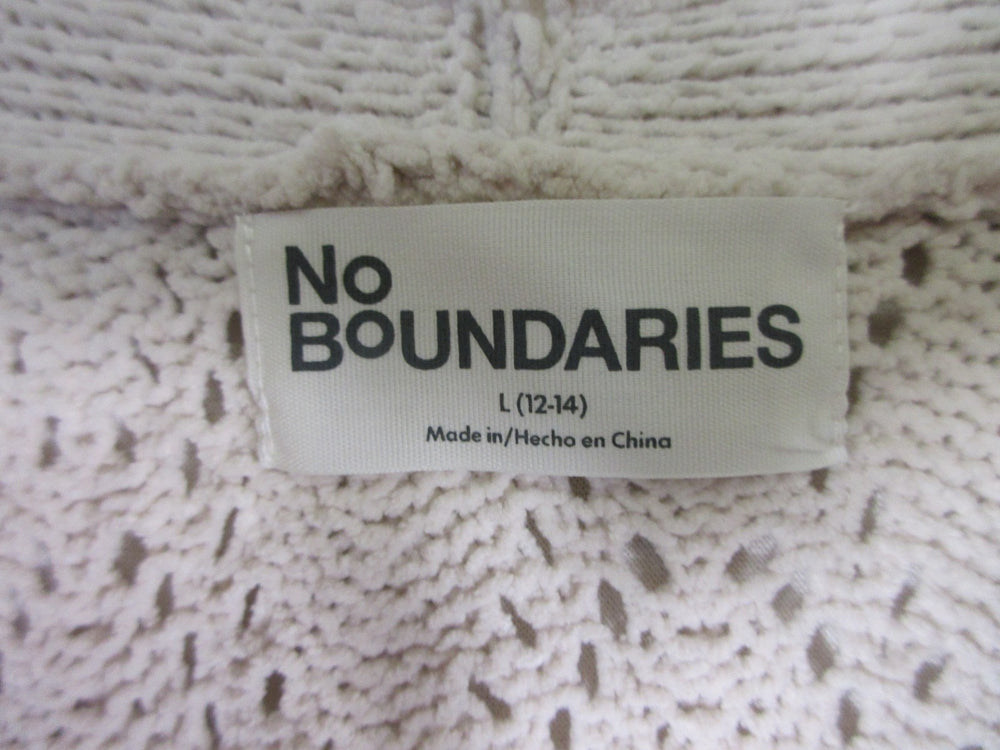 No
BoUNDARIES
L (12-14)
Made in/Hecho en China